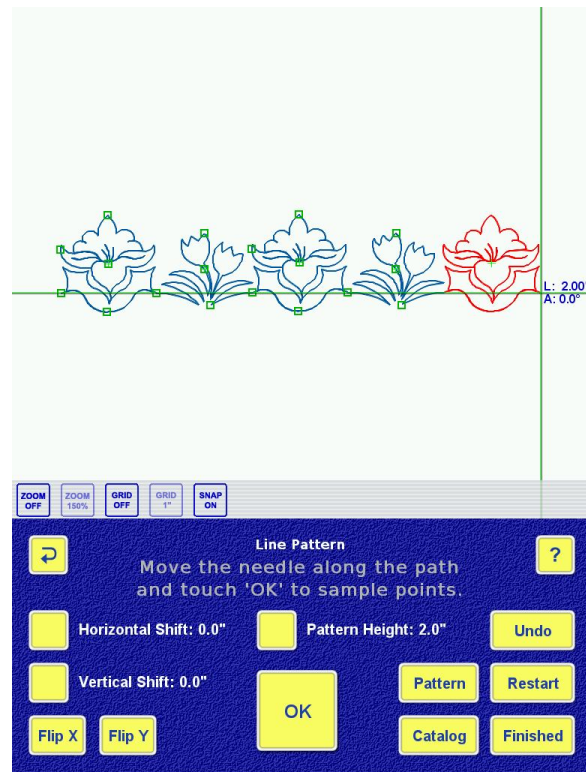 L: 2.00
A: 0.0°
ZOOM
OFF
ZOOM
150%
GRID
OFF
GRID
1"
SNAP
ON
Line Pattern
?
Move the needle along the path
and touch 'OK' to sample points.
Horizontal Shift: 0.0"
Pattern Height: 2.0"
Undo
Vertical Shift: 0.0"
OK
Pattern
Restart
Flip X
Flip Y
Catalog
Finished